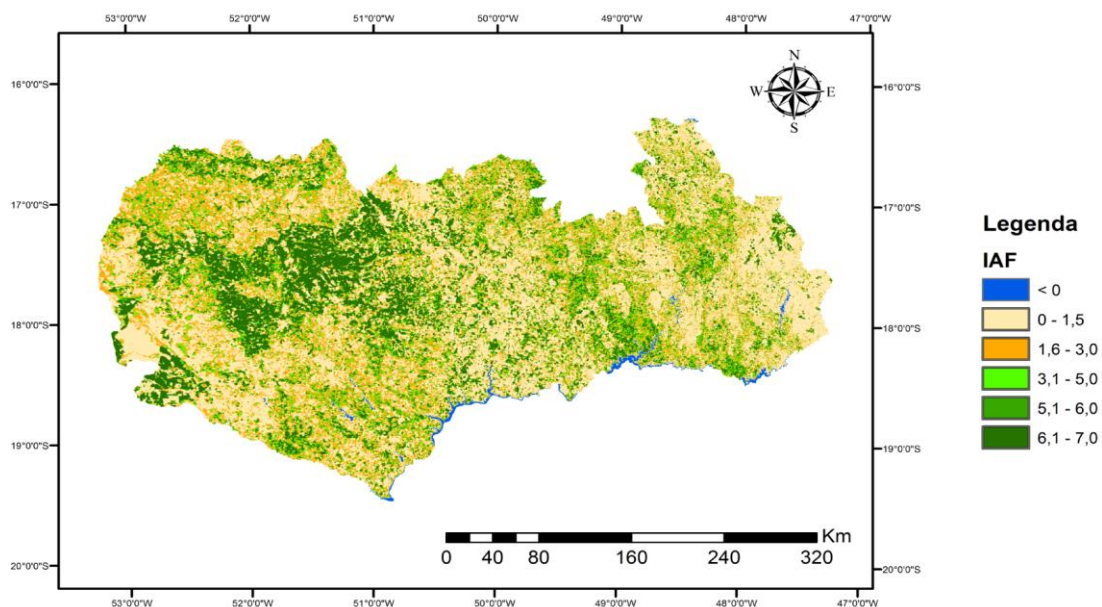 53°0'0"W 52°0'0"W 51°0'0"W 50°0'0"W 49°0'0"W 48°0'0"W 47°0'0"W
N
W E
S
16°0'0"S 16°0'0"S
17°0'0"S 17°0'0"S
18°0'0"S 18°0'0"S
19°0'0"S 19°0'0"S
20°0'0"S 20°0'0"S
Km
0 20 40 80 160 240 320
53°0'0"W 52°0'0"W 51°0'0"W 50°0'0"W 49°0'0"W 48°0'0"W 47°0'0"W
Legenda
IAF
< 0
0 - 1,5
1,6 - 3,0
3,1 - 5,0
5,1 - 6,0
6,1 - 7,0